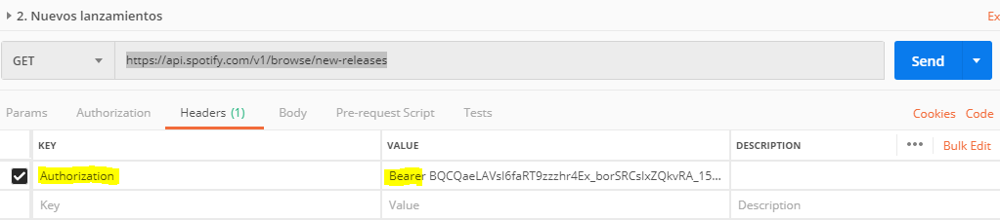 2. Nuevos lanzamientos
Ex
GET https://api.spotify.com/v1/browse/new-releases Send
Params Authorization Headers (1) Body Pre-request Script Tests Cookies Code
KEY VALUE DESCRIPTION ••• Bulk Edit
Authorization Bearer BQCQaeLAVsl6faRT9zzzhr4Ex_borSRCslxZQkvRA_15...
Key Value Description